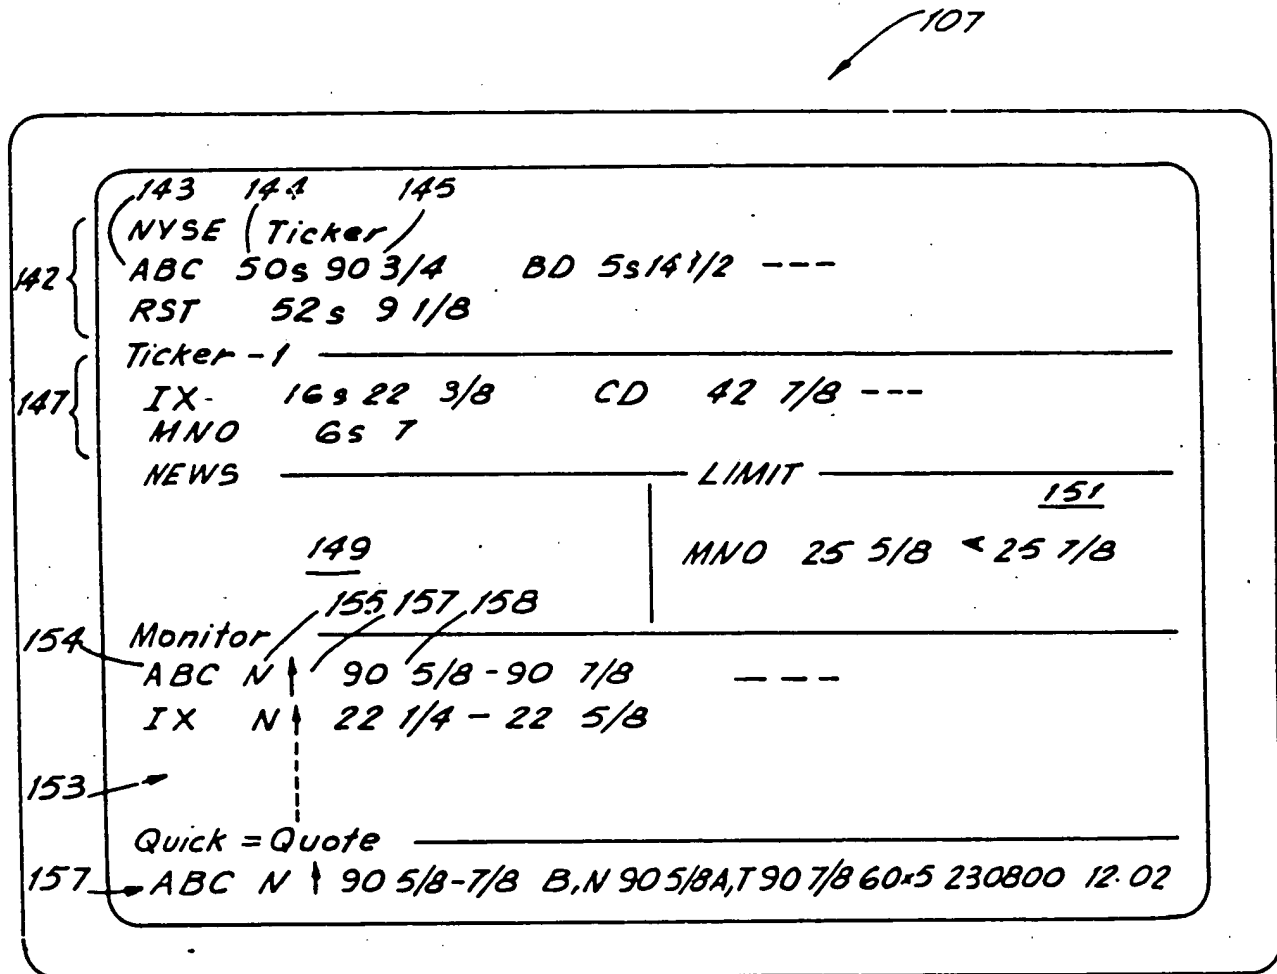 107
143 144 145
NYSE Ticker
142
ABC 50s 90 3/4 BD 5s 14 1/2 ---
RST 52s 9 1/8
Ticker-1
147
IX- 16s 22 3/8 CD 42 7/8 ---
MNO 6s 7
NEWS LIMIT
151
149
MNO 25 5/8 < 25 7/8
155 157 158
154 Monitor
ABC N ↑ 90 5/8 - 90 7/8 ---
IX N ↑ 22 1/4 - 22 5/8
153
Quick = Quote
157 ABC N ↑ 90 5/8-7/8 B,N 90 5/8A,T 90 7/8 60x5 230800 12.02